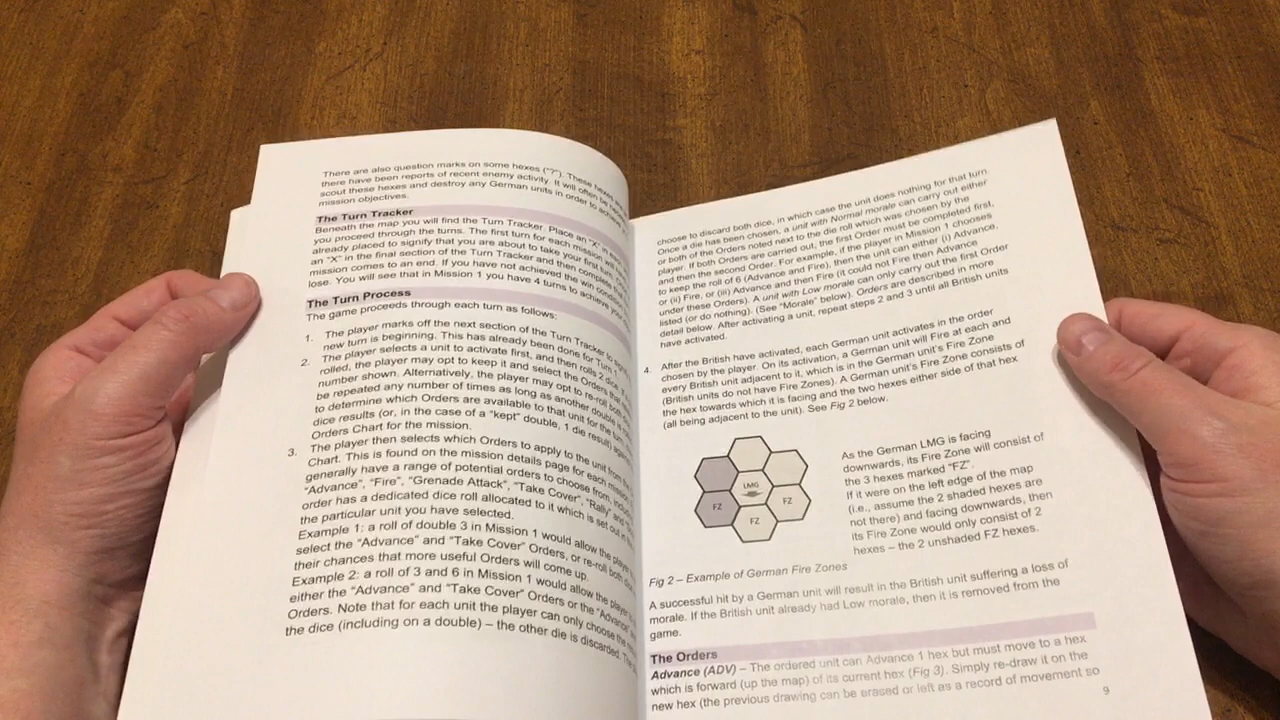 There are also question marks on some hexes ("?"). These hexes
there have been reports of recent enemy activity. It will often be
scout these hexes and destroy any German units in order to achieve
mission objectives.
The Turn Tracker
Beneath the map you will find the Turn Tracker. Place an "X" in
you proceed through the turns. The first turn for each mission
already placed to signify that you are about to take your first
an "X" in the final section of the Turn Tracker and then complete
mission comes to an end. If you have not achieved the win
lose. You will see that in Mission 1 you have 4 turns to achieve
The Turn Process
The game proceeds through each turn as follows:
1. The player marks off the next section of the Turn Tracker to
new turn is beginning. This has already been done for Turn
2. The player selects a unit to activate first, and then rolls 2 dice.
rolled, the player may opt to keep it and select the Orders
number shown. Alternatively, the player may opt to re-roll both
be repeated any number of times as long as another double is
to determine which Orders are available to that unit for the
dice results (or, in the case of a "kept" double, 1 die result)
Orders Chart for the mission.
3. The player then selects which Orders to apply to the unit from the
Chart. This is found on the mission details page for each
generally have a range of potential orders to choose from,
"Advance", "Fire", "Grenade Attack", "Take Cover", "Rally"
order has a dedicated dice roll allocated to it which is set out in
the particular unit you have selected.
Example 1: a roll of double 3 in Mission 1 would allow the player
select the "Advance" and "Take Cover" Orders, or re-roll both
their chances that more useful Orders will come up.
Example 2: a roll of 3 and 6 in Mission 1 would allow the player
either the "Advance" and "Take Cover" Orders or the "Advance"
Orders. Note that for each unit the player can only choose
the dice (including on a double) – the other die is discarded.
choose to discard both dice, in which case the unit does nothing for that turn.
Once a die has been chosen, a unit with Normal morale can carry out either
or both of the Orders noted next to the die roll which was chosen by the
player. If both Orders are carried out, the first Order must be completed first,
and then the second Order. For example, if the player in Mission 1 chooses
to keep the roll of 6 (Advance and Fire), then the unit can either (i) Advance,
or (ii) Fire, or (iii) Advance and then Fire (it could not Fire then Advance
under these Orders). A unit with Low morale can only carry out the first Order
listed (or do nothing). (See "Morale" below). Orders are described in more
detail below. After activating a unit, repeat steps 2 and 3 until all British units
have activated.
4. After the British have activated, each German unit activates in the order
chosen by the player. On its activation, a German unit will Fire at each and
every British unit adjacent to it, which is in the German unit's Fire Zone
(British units do not have Fire Zones). A German unit's Fire Zone consists of
the hex towards which it is facing and the two hexes either side of that hex
(all being adjacent to the unit). See Fig 2 below.
LMG
FZ
FZ
FZ
As the German LMG is facing
downwards, its Fire Zone will consist of
the 3 hexes marked "FZ".
If it were on the left edge of the map
(i.e., assume the 2 shaded hexes are
not there) and facing downwards, then
its Fire Zone would only consist of 2
hexes – the 2 unshaded FZ hexes.
Fig 2 – Example of German Fire Zones
A successful hit by a German unit will result in the British unit suffering a loss of
morale. If the British unit already had Low morale, then it is removed from the
game.
The Orders
Advance (ADV) – The ordered unit can Advance 1 hex but must move to a hex
which is forward (up the map) of its current hex (Fig 3). Simply re-draw it on the
new hex (the previous drawing can be erased or left as a record of movement so
9